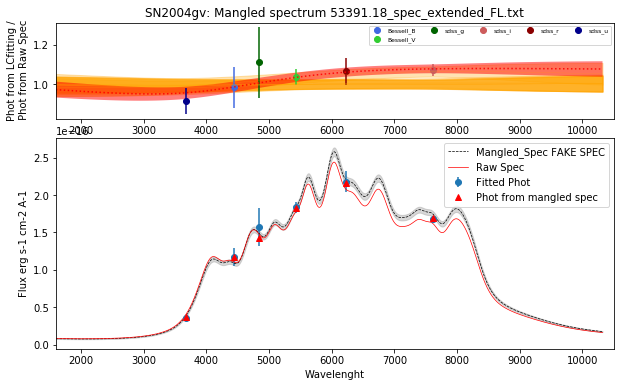 SN2004gv: Mangled spectrum 53391.18_spec_extended_FL.txt
Phot from LCfitting /
Phot from Raw Spec
1.2
1.0
Bessell_B
Bessell_V
sdss_g
sdss_i
sdss_r
sdss_u
2000 3000 4000 5000 6000 7000 8000 9000 10000
1e−16
Flux erg s-1 cm-2 A-1
2.5
2.0
1.5
1.0
0.5
0.0
Mangled_Spec FAKE SPEC
Raw Spec
Fitted Phot
Phot from mangled spec
2000 3000 4000 5000 6000 7000 8000 9000 10000
Wavelenght